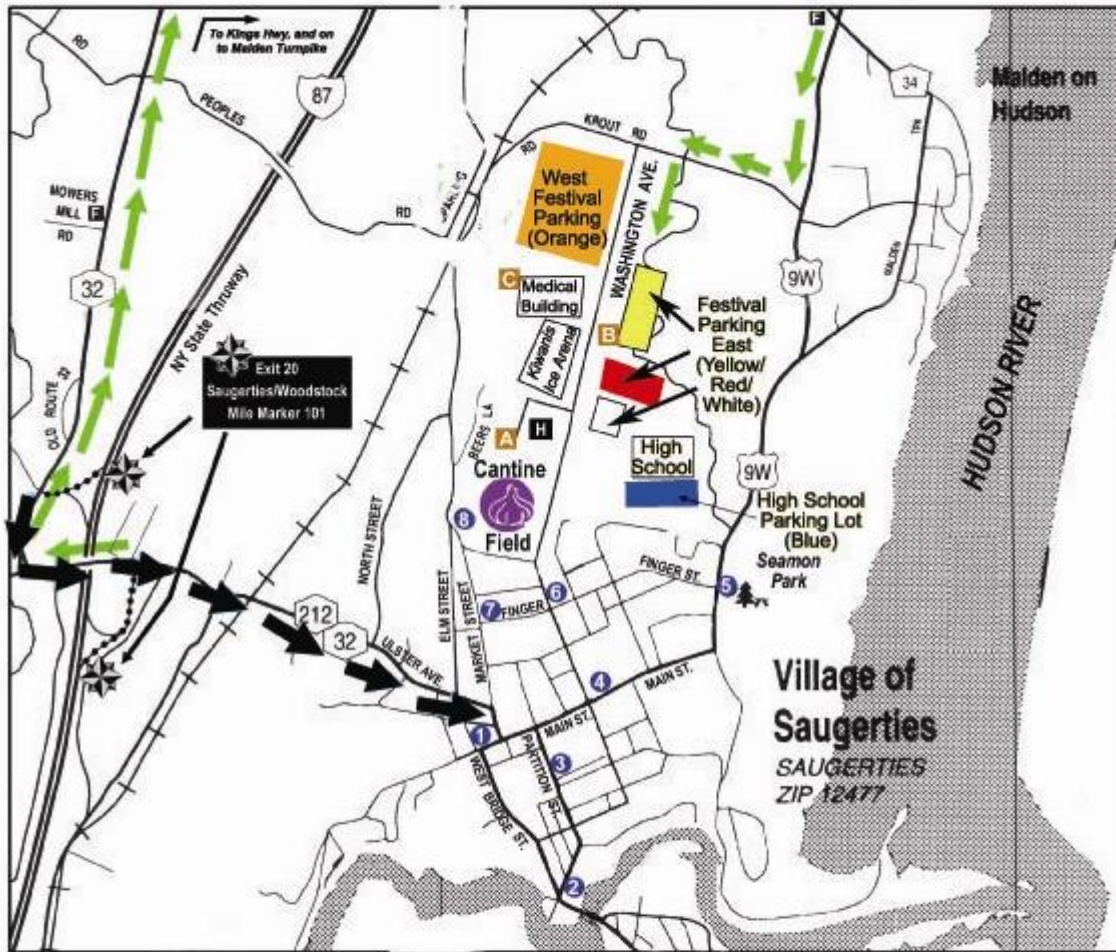 To Kings Hwy, and on
to Malden Turnpike
RD
87
PEOPLES
RD
KROUT RD
RD
F
34
Malden on
Hudson
TPK
MOWERS
MILL F
RD
32
NY State Thruway
West
Festival
Parking
(Orange)
WASHINGTON AVE.
9W
MALDEN
C
Medical
Building
Kiwanis
Ice Arena
B
Festival
Parking
East
(Yellow/
Red/
White)
HUDSON RIVER
Exit 20
Saugerties/Woodstock
Mile Marker 101
OLD ROUTE 32
BEERS LA
A
H
Cantine
Field
8
High
School
9W
High School
Parking Lot
(Blue)
Seamon
Park
NORTH STREET
ELM STREET
MARKET STREET
7
FINGER
6
FINGER ST.
5
212
32
ULSTER AVE
4
MAIN ST.
1
MAIN ST.
PARTITION ST.
3
WEST BRIDGE ST.
2
Village of
Saugerties
SAUGERTIES
ZIP 12477